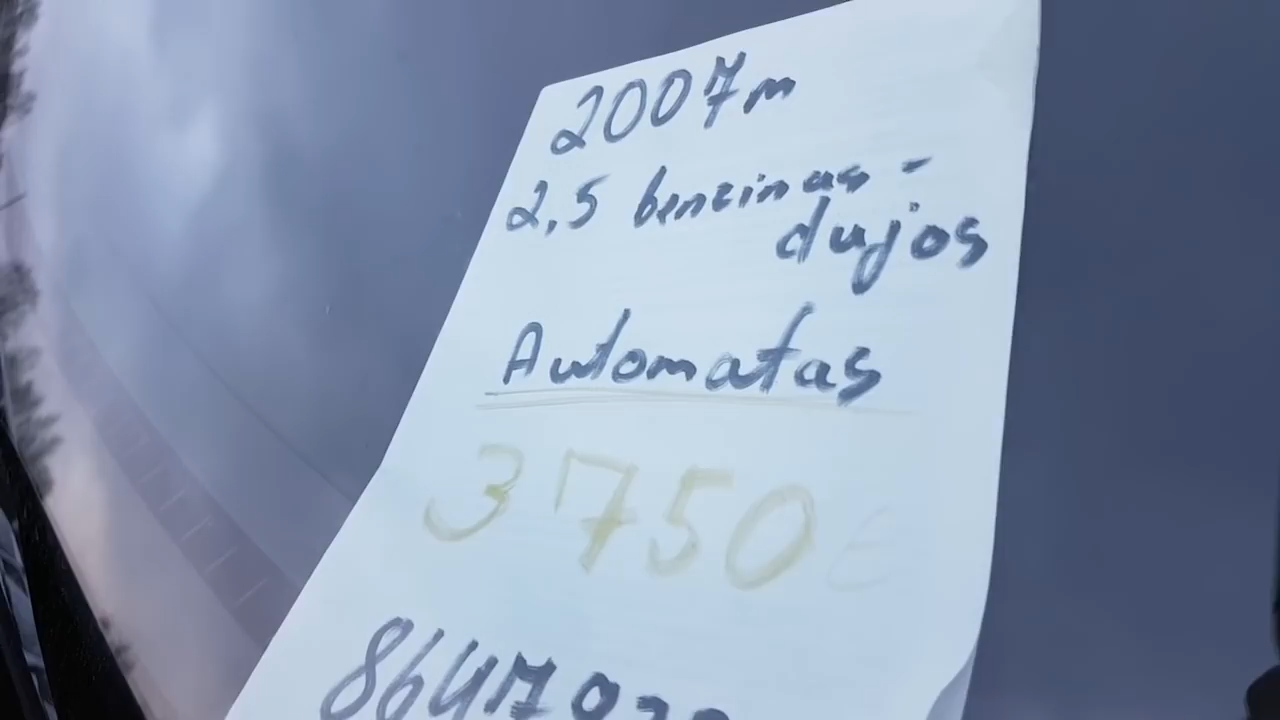 2007m
2,5 benzinas -
dujos
Automatas
3750 €